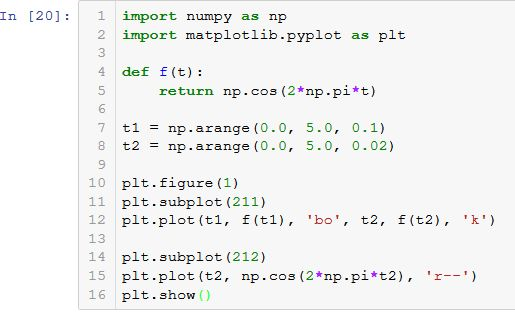 In [20]:
1 import numpy as np
2 import matplotlib.pyplot as plt
3
4 def f(t):
5     return np.cos(2*np.pi*t)
6
7 t1 = np.arange(0.0, 5.0, 0.1)
8 t2 = np.arange(0.0, 5.0, 0.02)
9
10 plt.figure(1)
11 plt.subplot(211)
12 plt.plot(t1, f(t1), 'bo', t2, f(t2), 'k')
13
14 plt.subplot(212)
15 plt.plot(t2, np.cos(2*np.pi*t2), 'r--')
16 plt.show()